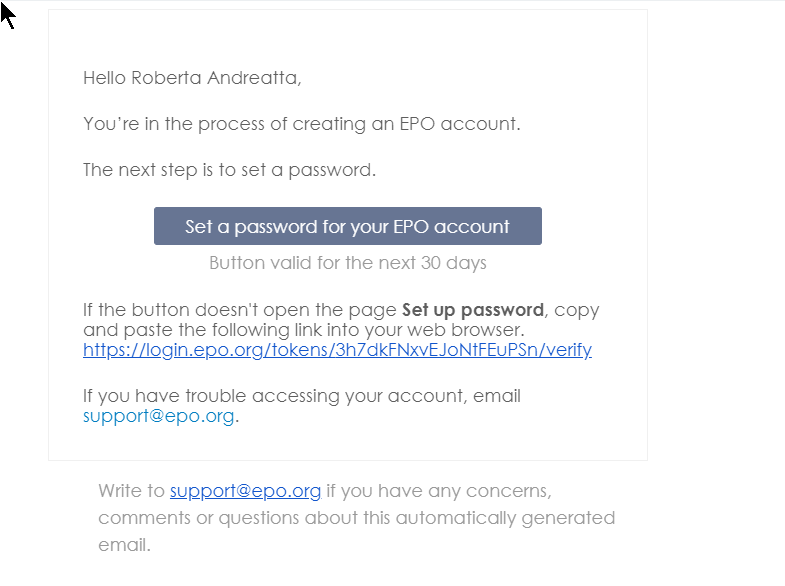 Hello Roberta Andreatta,
You’re in the process of creating an EPO account.
The next step is to set a password.
Set a password for your EPO account
Button valid for the next 30 days
If the button doesn't open the page Set up password, copy
and paste the following link into your web browser.
https://login.epo.org/tokens/3h7dkFNxvEJoNtFEuPSn/verify
If you have trouble accessing your account, email
support@epo.org.
Write to support@epo.org if you have any concerns,
comments or questions about this automatically generated
email.